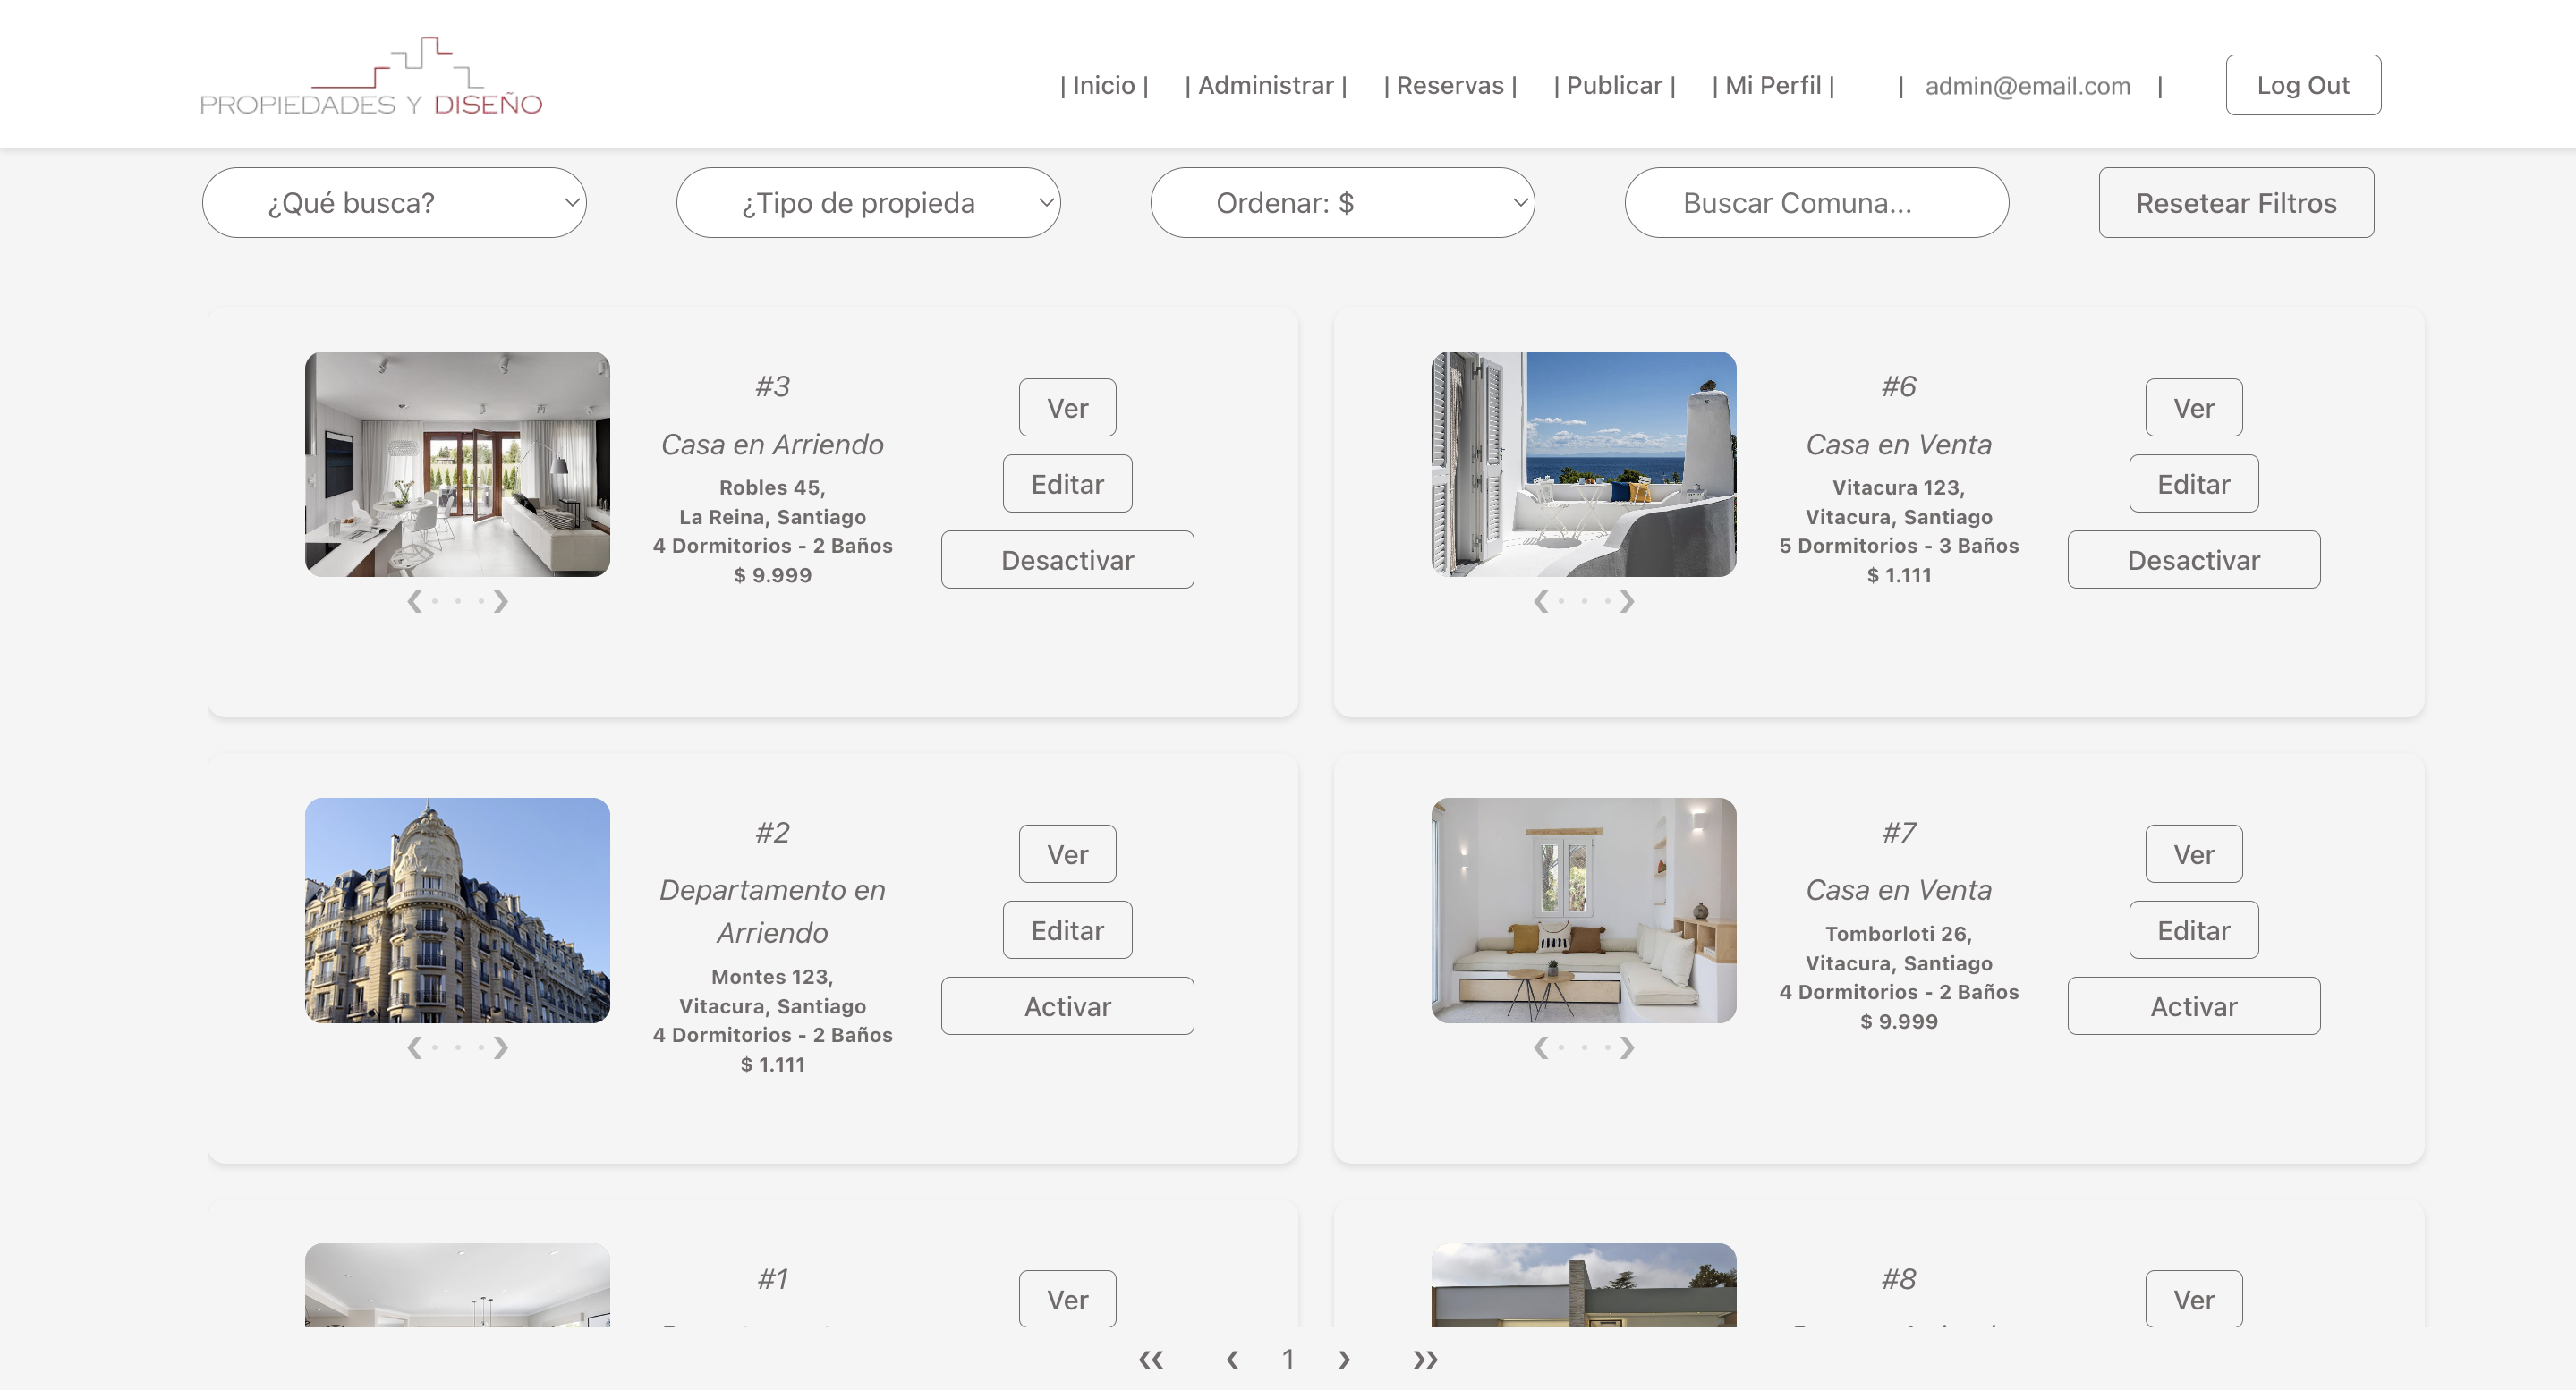 PROPIEDADES Y DISEÑO
| Inicio | | Administrar | | Reservas | | Publicar | | Mi Perfil | | admin@email.com | Log Out
¿Qué busca? ¿Tipo de propieda Ordenar: $ Buscar Comuna... Resetear Filtros
#3
Casa en Arriendo
Robles 45,
La Reina, Santiago
4 Dormitorios - 2 Baños
$ 9.999
Ver
Editar
Desactivar
#6
Casa en Venta
Vitacura 123,
Vitacura, Santiago
5 Dormitorios - 3 Baños
$ 1.111
Ver
Editar
Desactivar
#2
Departamento en
Arriendo
Montes 123,
Vitacura, Santiago
4 Dormitorios - 2 Baños
$ 1.111
Ver
Editar
Activar
#7
Casa en Venta
Tomborloti 26,
Vitacura, Santiago
4 Dormitorios - 2 Baños
$ 9.999
Ver
Editar
Activar
#1
Ver
#8
Ver
1